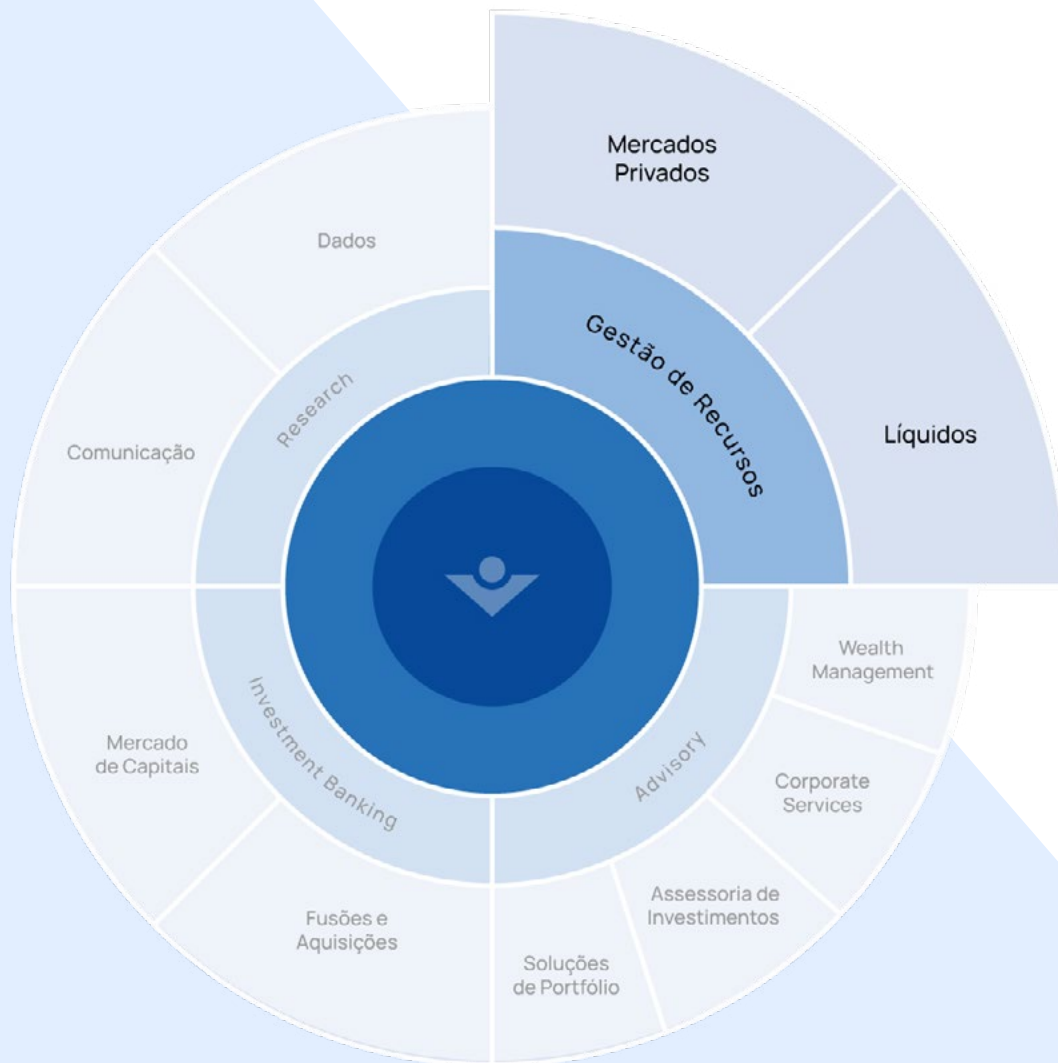 Mercados
Privados
Dados
Gestão de Recursos
Research
Líquidos
Comunicação
Wealth
Management
Investment Banking
Advisory
Mercado
de Capitais
Corporate
Services
Assessoria de
Investimentos
Fusões e
Aquisições
Soluções
de Portfólio